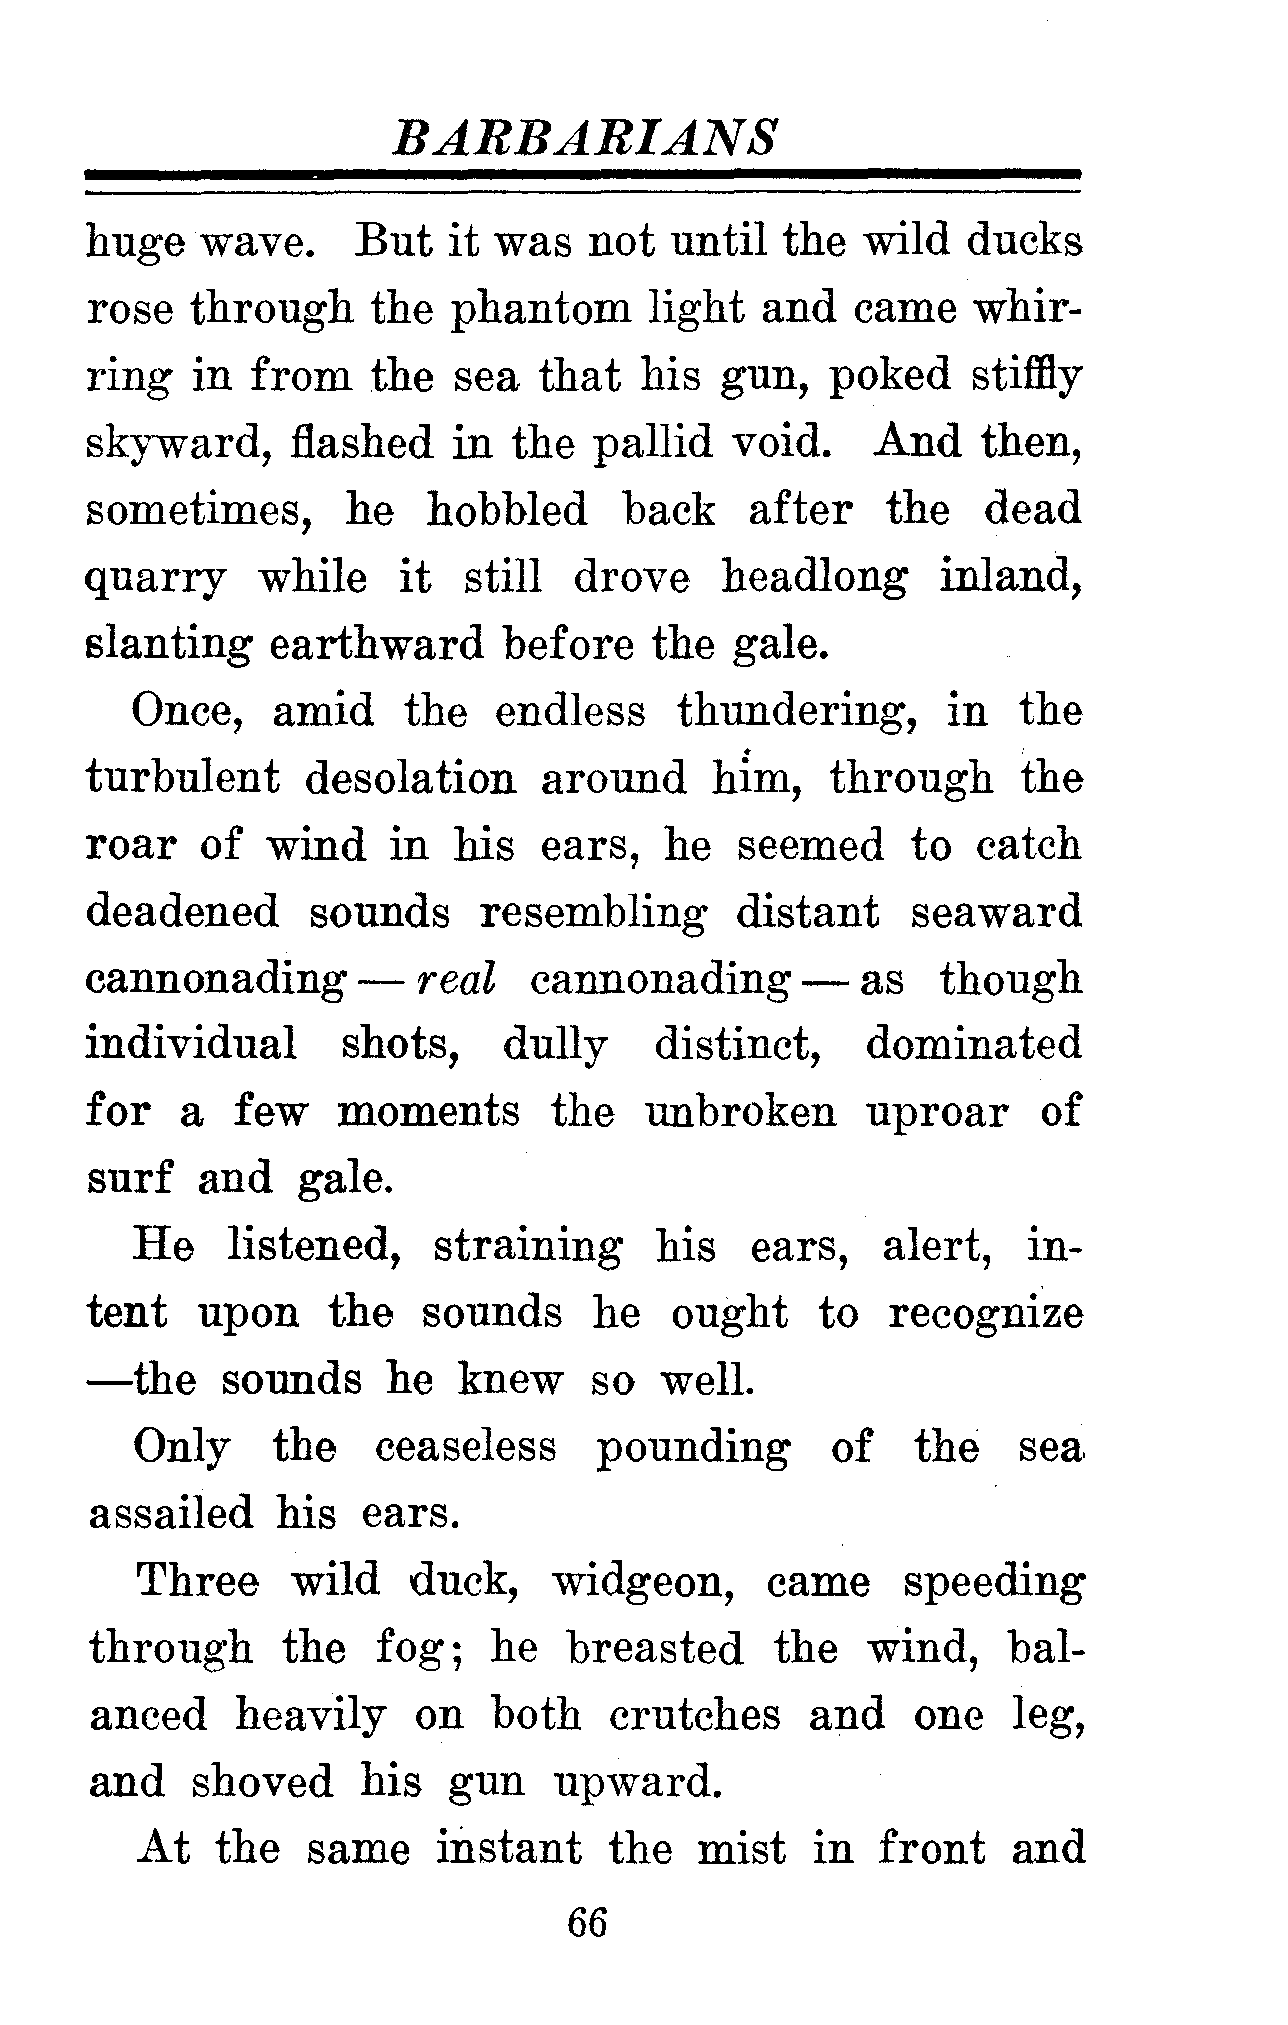 BARBARIANS
huge wave. But it was not until the wild ducks
rose through the phantom light and came whir-
ring in from the sea that his gun, poked stiffly
skyward, flashed in the pallid void. And then,
sometimes, he hobbled back after the dead
quarry while it still drove headlong inland,
slanting earthward before the gale.
Once, amid the endless thundering, in the
turbulent desolation around him, through the
roar of wind in his ears, he seemed to catch
deadened sounds resembling distant seaward
cannonading — real cannonading — as though
individual shots, dully distinct, dominated
for a few moments the unbroken uproar of
surf and gale.
He listened, straining his ears, alert, in-
tent upon the sounds he ought to recognize
—the sounds he knew so well.
Only the ceaseless pounding of the sea
assailed his ears.
Three wild duck, widgeon, came speeding
through the fog; he breasted the wind, bal-
anced heavily on both crutches and one leg,
and shoved his gun upward.
At the same instant the mist in front and
66